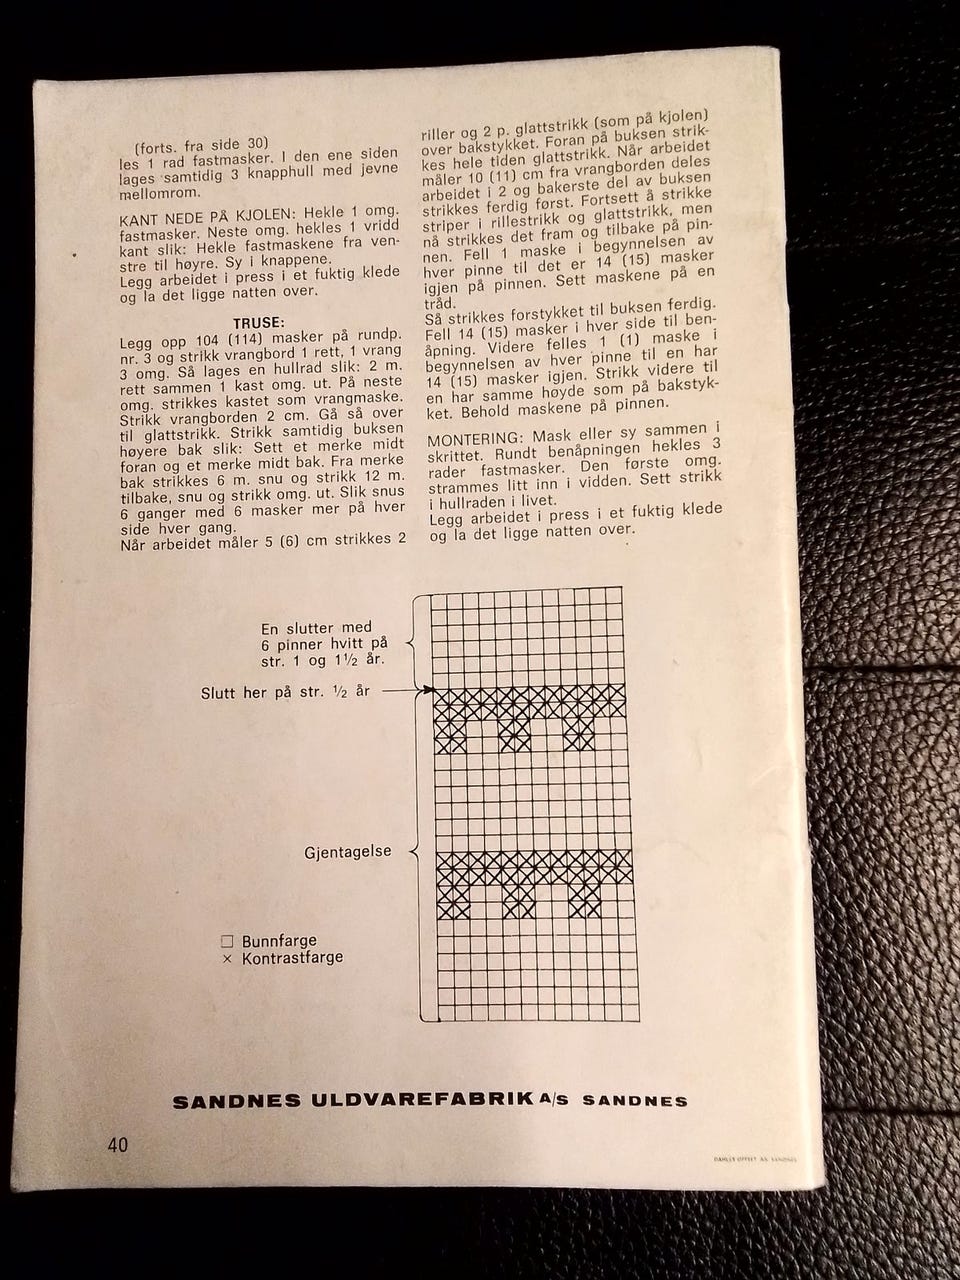 (forts. fra side 30)
les 1 rad fastmasker. I den ene siden
lages samtidig 3 knapphull med jevne
mellomrom.
KANT NEDE PÅ KJOLEN: Hekle 1 omg.
fastmasker. Neste omg. hekles 1 vridd
kant slik: Hekle fastmaskene fra ven-
stre til høyre. Sy i knappene.
Legg arbeidet i press i et fuktig klede
og la det ligge natten over.
TRUSE:
Legg opp 104 (114) masker på rundp.
nr. 3 og strikk vrangbord 1 rett, 1 vrang
3 omg. Så lages en hullrad slik: 2 m.
rett sammen 1 kast omg. ut. På neste
omg. strikkes kastet som vrangmaske.
Strikk vrangborden 2 cm. Gå så over
til glattstrikk. Strikk samtidig buksen
høyere bak slik: Sett et merke midt
foran og et merke midt bak. Fra merke
bak strikkes 6 m. snu og strikk 12 m.
tilbake, snu og strikk omg. ut. Slik snus
6 ganger med 6 masker mer på hver
side hver gang.
Når arbeidet måler 5 (6) cm strikkes 2
riller og 2 p. glattstrikk (som på kjolen)
over bakstykket. Foran på buksen strik-
kes hele tiden glattstrikk. Når arbeidet
måler 10 (11) cm fra vrangborden deles
arbeidet i 2 og bakerste del av buksen
strikkes ferdig først. Fortsett å strikke
striper i rillestrikk og glattstrikk, men
nå strikkes det fram og tilbake på pin-
nen. Fell 1 maske i begynnelsen av
hver pinne til det er 14 (15) masker
igjen på pinnen. Sett maskene på en
tråd.
Så strikkes forstykket til buksen ferdig.
Fell 14 (15) masker i hver side til ben-
åpning. Videre felles 1 (1) maske i
begynnelsen av hver pinne til en har
14 (15) masker igjen. Strikk videre til
en har samme høyde som på bakstyk-
ket. Behold maskene på pinnen.
MONTERING: Mask eller sy sammen i
skrittet. Rundt benåpningen hekles 3
rader fastmasker. Den første omg.
strammes litt inn i vidden. Sett strikk
i hullraden i livet.
Legg arbeidet i press i et fuktig klede
og la det ligge natten over.
En slutter med
6 pinner hvitt på
str. 1 og 1½ år.
Slutt her på str. ½ år
Gjentagelse
□ Bunnfarge
× Kontrastfarge
SANDNES ULDVAREFABRIK A/S SANDNES
40
DAHLES OFFSET A/S SANDNES